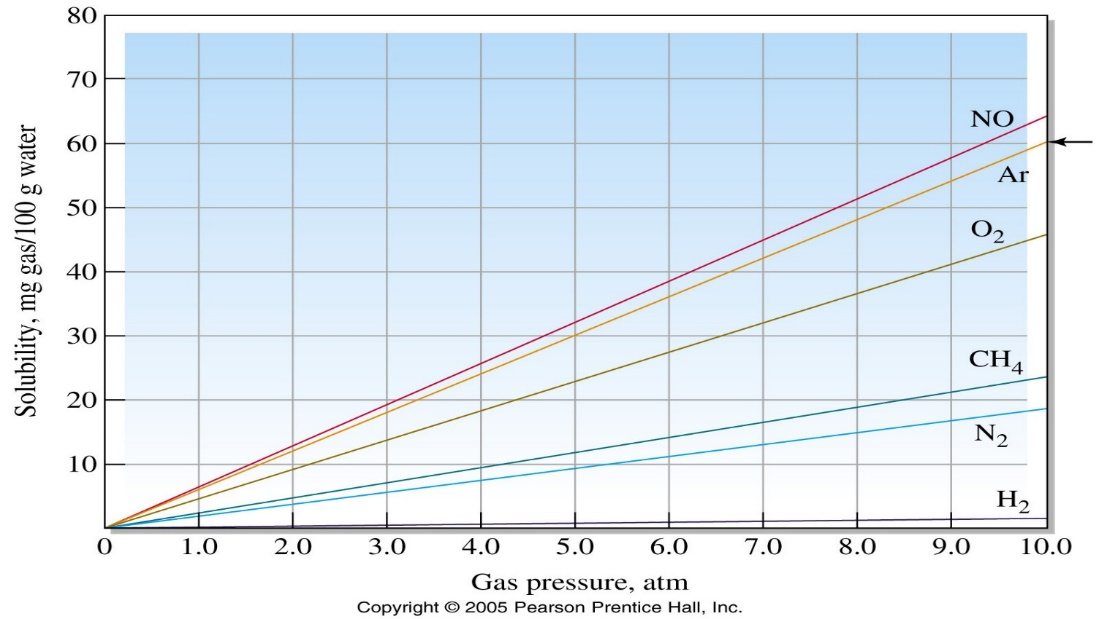 80
70
60
50
40
30
20
10
Solubility, mg gas/100 g water
NO
Ar
O₂
CH₄
N₂
H₂
0 1.0 2.0 3.0 4.0 5.0 6.0 7.0 8.0 9.0 10.0
Gas pressure, atm
Copyright © 2005 Pearson Prentice Hall, Inc.